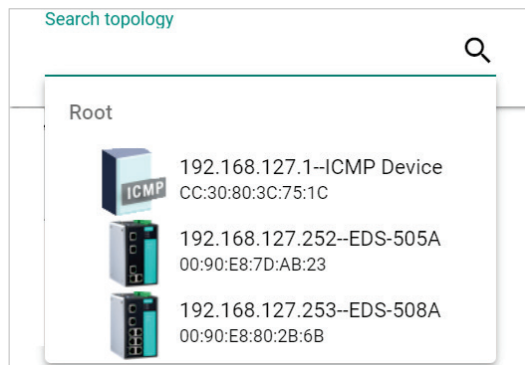 Search topology
Root
ICMP
192.168.127.1--ICMP Device
CC:30:80:3C:75:1C
192.168.127.252--EDS-505A
00:90:E8:7D:AB:23
192.168.127.253--EDS-508A
00:90:E8:80:2B:6B